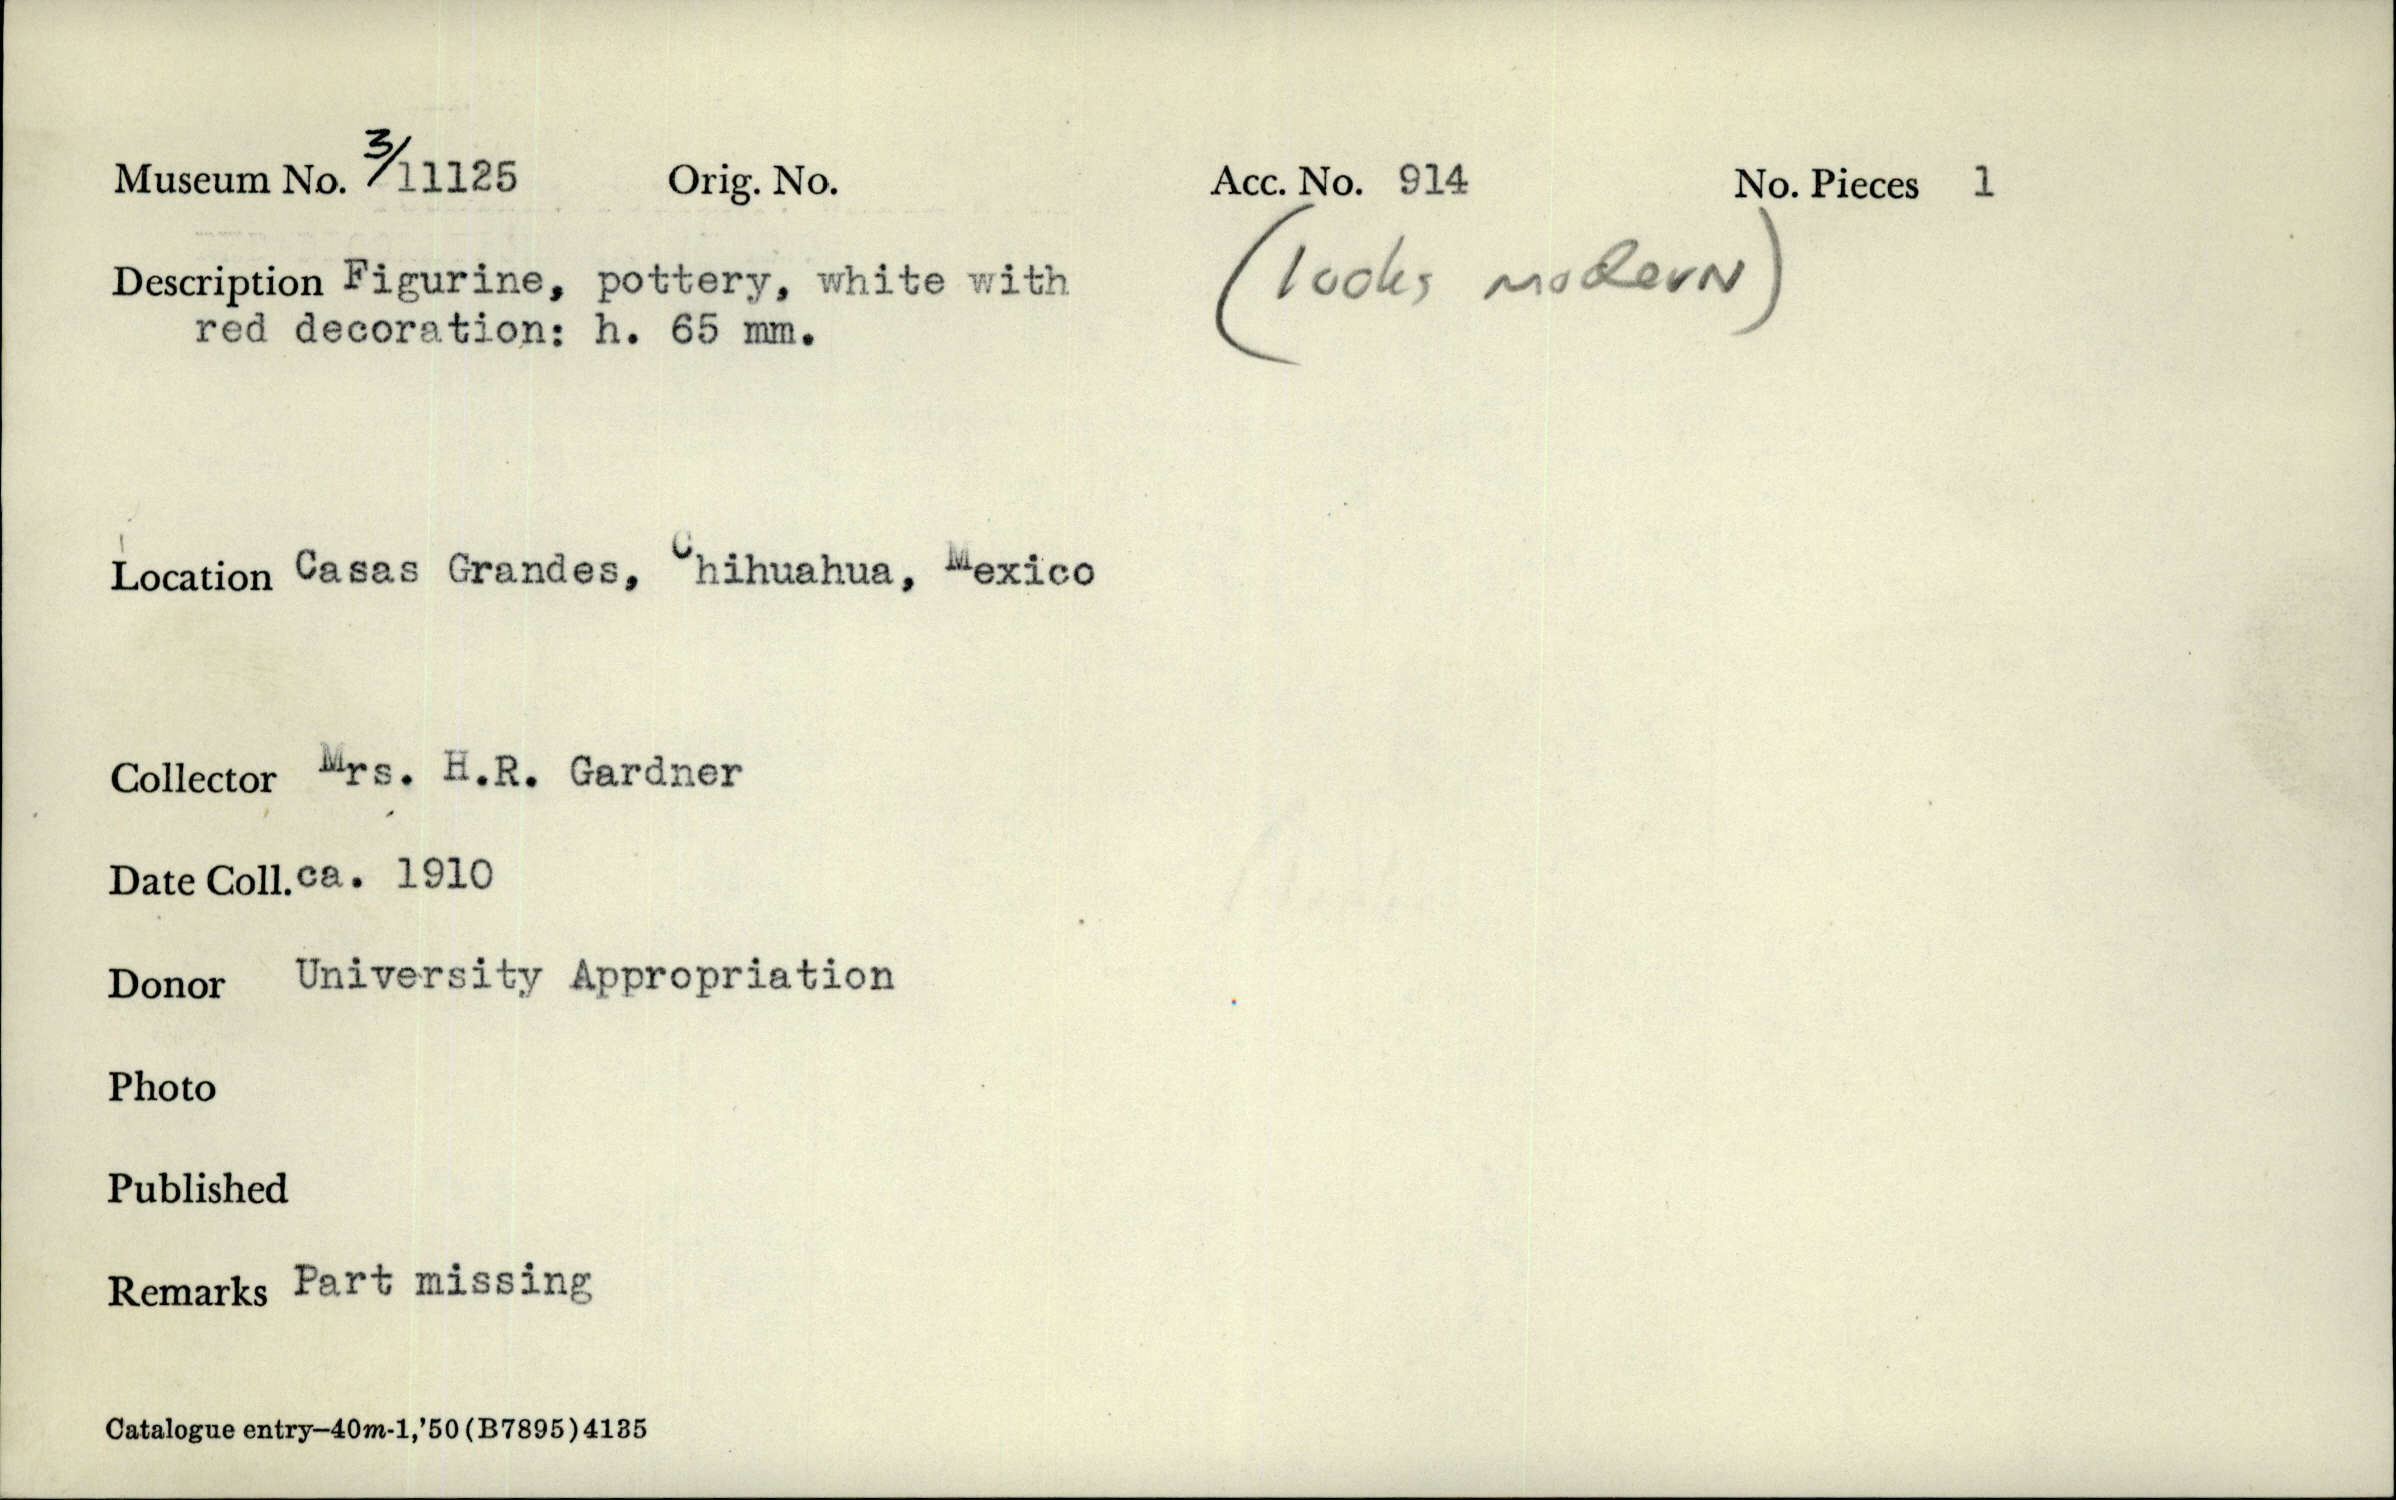 Museum No. 3/11125 Orig. No. Acc. No. 914 No. Pieces 1
Description Figurine, pottery, white with (looks modern)
red decoration: h. 65 mm.
Location Casas Grandes, Chihuahua, Mexico
Collector Mrs. H.R. Gardner
Date Coll. ca. 1910
Donor University Appropriation
Photo
Published
Remarks Part missing
Catalogue entry—40m-1,'50 (B7895) 4135